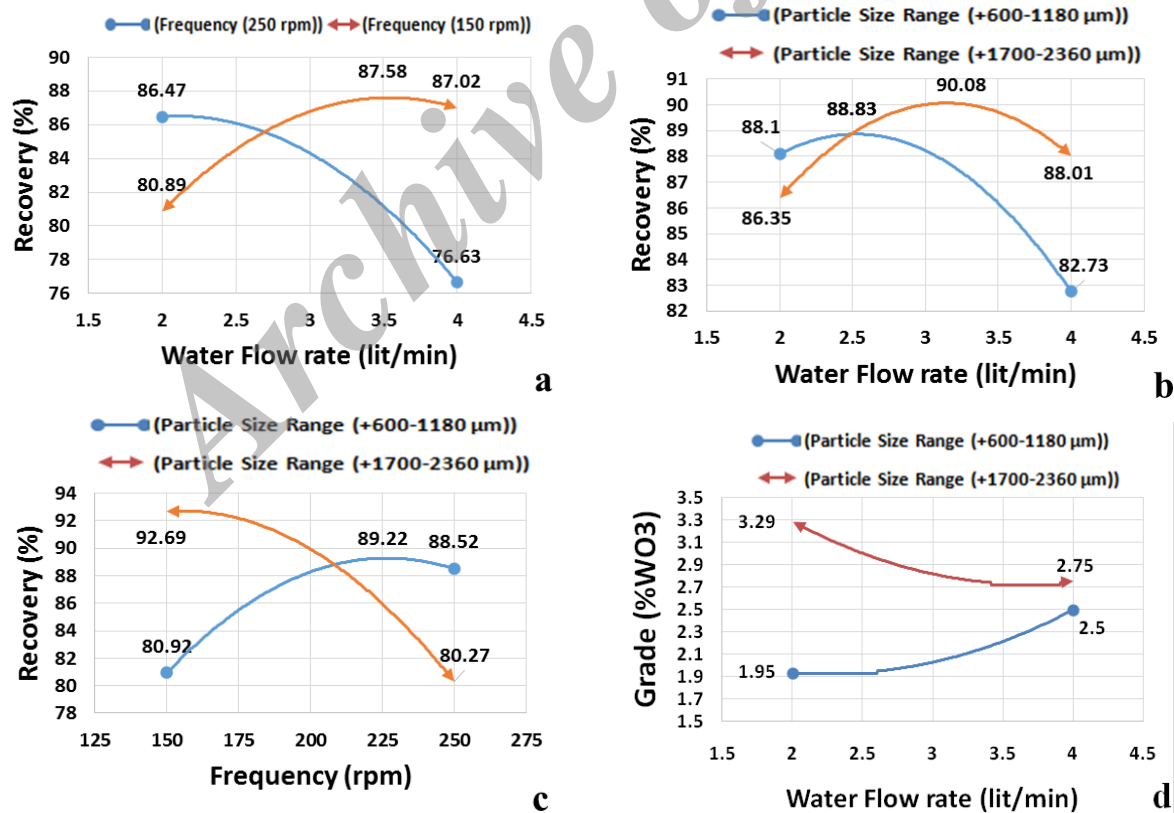 (Frequency (250 rpm)) (Frequency (150 rpm))
90
88
86
84
82
80
78
76
86.47
87.58
87.02
80.89
76.63
1.5 2 2.5 3 3.5 4 4.5
Recovery (%)
Water Flow rate (lit/min)
a
(Particle Size Range (+600-1180 µm))
(Particle Size Range (+1700-2360 µm))
91
90
89
88
87
86
85
84
83
82
88.1
88.83
90.08
88.01
86.35
82.73
1.5 2 2.5 3 3.5 4 4.5
Recovery (%)
Water Flow rate (lit/min)
b
(Particle Size Range (+600-1180 µm))
(Particle Size Range (+1700-2360 µm))
94
92
90
88
86
84
82
80
78
92.69
89.22
88.52
80.92
80.27
125 150 175 200 225 250 275
Recovery (%)
Frequency (rpm)
c
(Particle Size Range (+600-1180 µm))
(Particle Size Range (+1700-2360 µm))
3.5
3.3
3.1
2.9
2.7
2.5
2.3
2.1
1.9
1.7
1.5
3.29
2.75
2.5
1.95
1.5 2 2.5 3 3.5 4 4.5
Grade (%WO3)
Water Flow rate (lit/min)
d
Archive